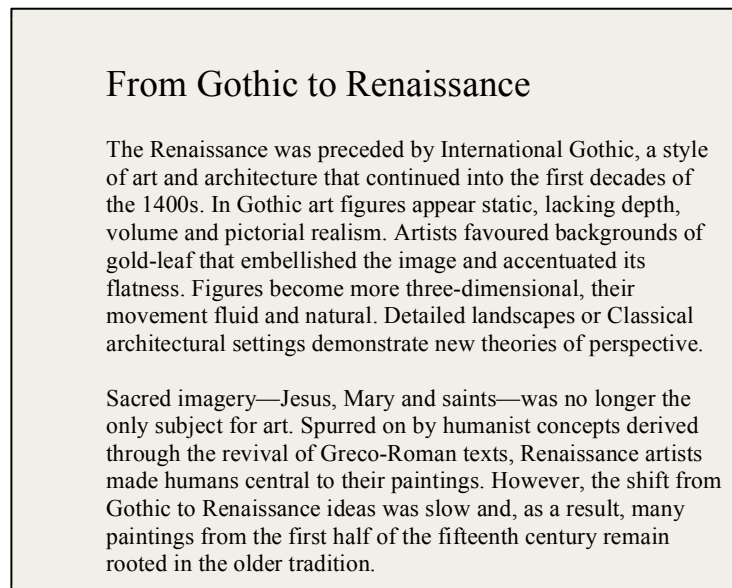 From Gothic to Renaissance
The Renaissance was preceded by International Gothic, a style
of art and architecture that continued into the first decades of
the 1400s. In Gothic art figures appear static, lacking depth,
volume and pictorial realism. Artists favoured backgrounds of
gold-leaf that embellished the image and accentuated its
flatness. Figures become more three-dimensional, their
movement fluid and natural. Detailed landscapes or Classical
architectural settings demonstrate new theories of perspective.
Sacred imagery—Jesus, Mary and saints—was no longer the
only subject for art. Spurred on by humanist concepts derived
through the revival of Greco-Roman texts, Renaissance artists
made humans central to their paintings. However, the shift from
Gothic to Renaissance ideas was slow and, as a result, many
paintings from the first half of the fifteenth century remain
rooted in the older tradition.